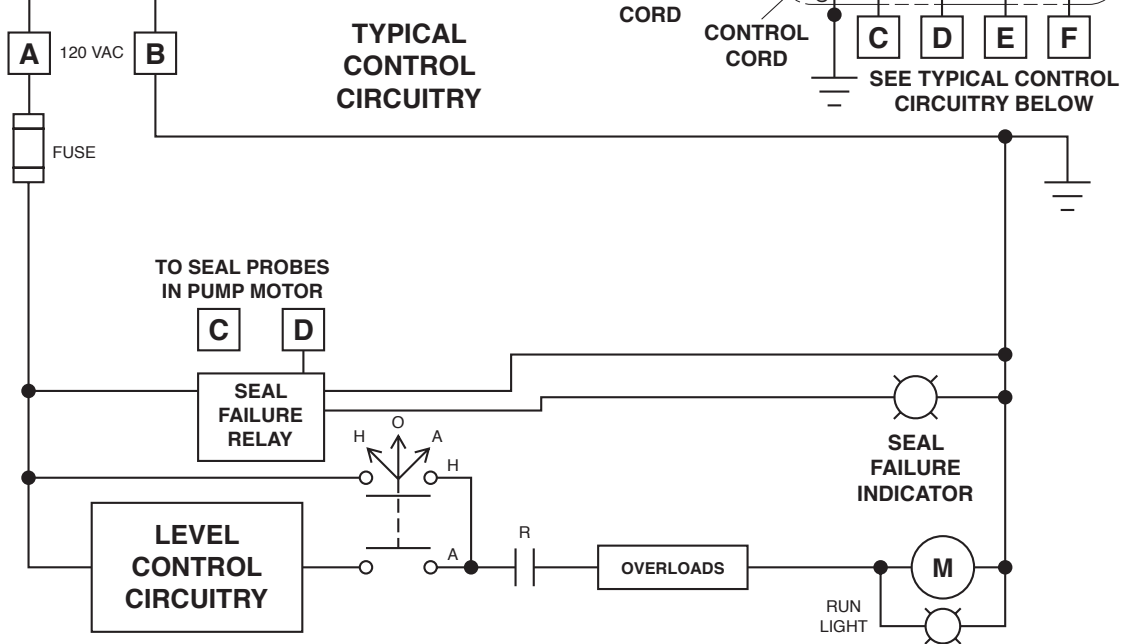 CORD
CONTROL
CORD
C D E F
SEE TYPICAL CONTROL
CIRCUITRY BELOW
A 120 VAC B
TYPICAL
CONTROL
CIRCUITRY
FUSE
TO SEAL PROBES
IN PUMP MOTOR
C D
SEAL
FAILURE
RELAY
H O A
H
SEAL
FAILURE
INDICATOR
LEVEL
CONTROL
CIRCUITRY
A
R
OVERLOADS
M
RUN
LIGHT